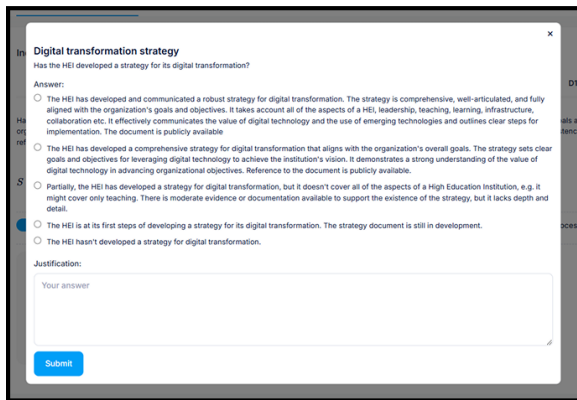 ×
Digital transformation strategy
Has the HEI developed a strategy for its digital transformation?
Answer:
The HEI has developed and communicated a robust strategy for digital transformation. The strategy is comprehensive, well-articulated, and fully
aligned with the organization's goals and objectives. It takes account all of the aspects of a HEI, leadership, teaching, learning, infrastructure,
collaboration etc. It effectively communicates the value of digital technology and the use of emerging technologies and outlines clear steps for
implementation. The document is publicly available
The HEI has developed a comprehensive strategy for digital transformation that aligns with the organization's overall goals. The strategy sets clear
goals and objectives for leveraging digital technology to achieve the institution's vision. It demonstrates a strong understanding of the value of
digital technology in advancing organizational objectives. Reference to the document is publicly available.
Partially, the HEI has developed a strategy for digital transformation, but it doesn't cover all of the aspects of a High Education Institution, e.g. it
might cover only teaching. There is moderate evidence or documentation available to support the existence of the strategy, but it lacks depth and
detail.
The HEI is at its first steps of developing a strategy for its digital transformation. The strategy document is still in development.
The HEI hasn't developed a strategy for digital transformation.
Justification:
Your answer
Submit